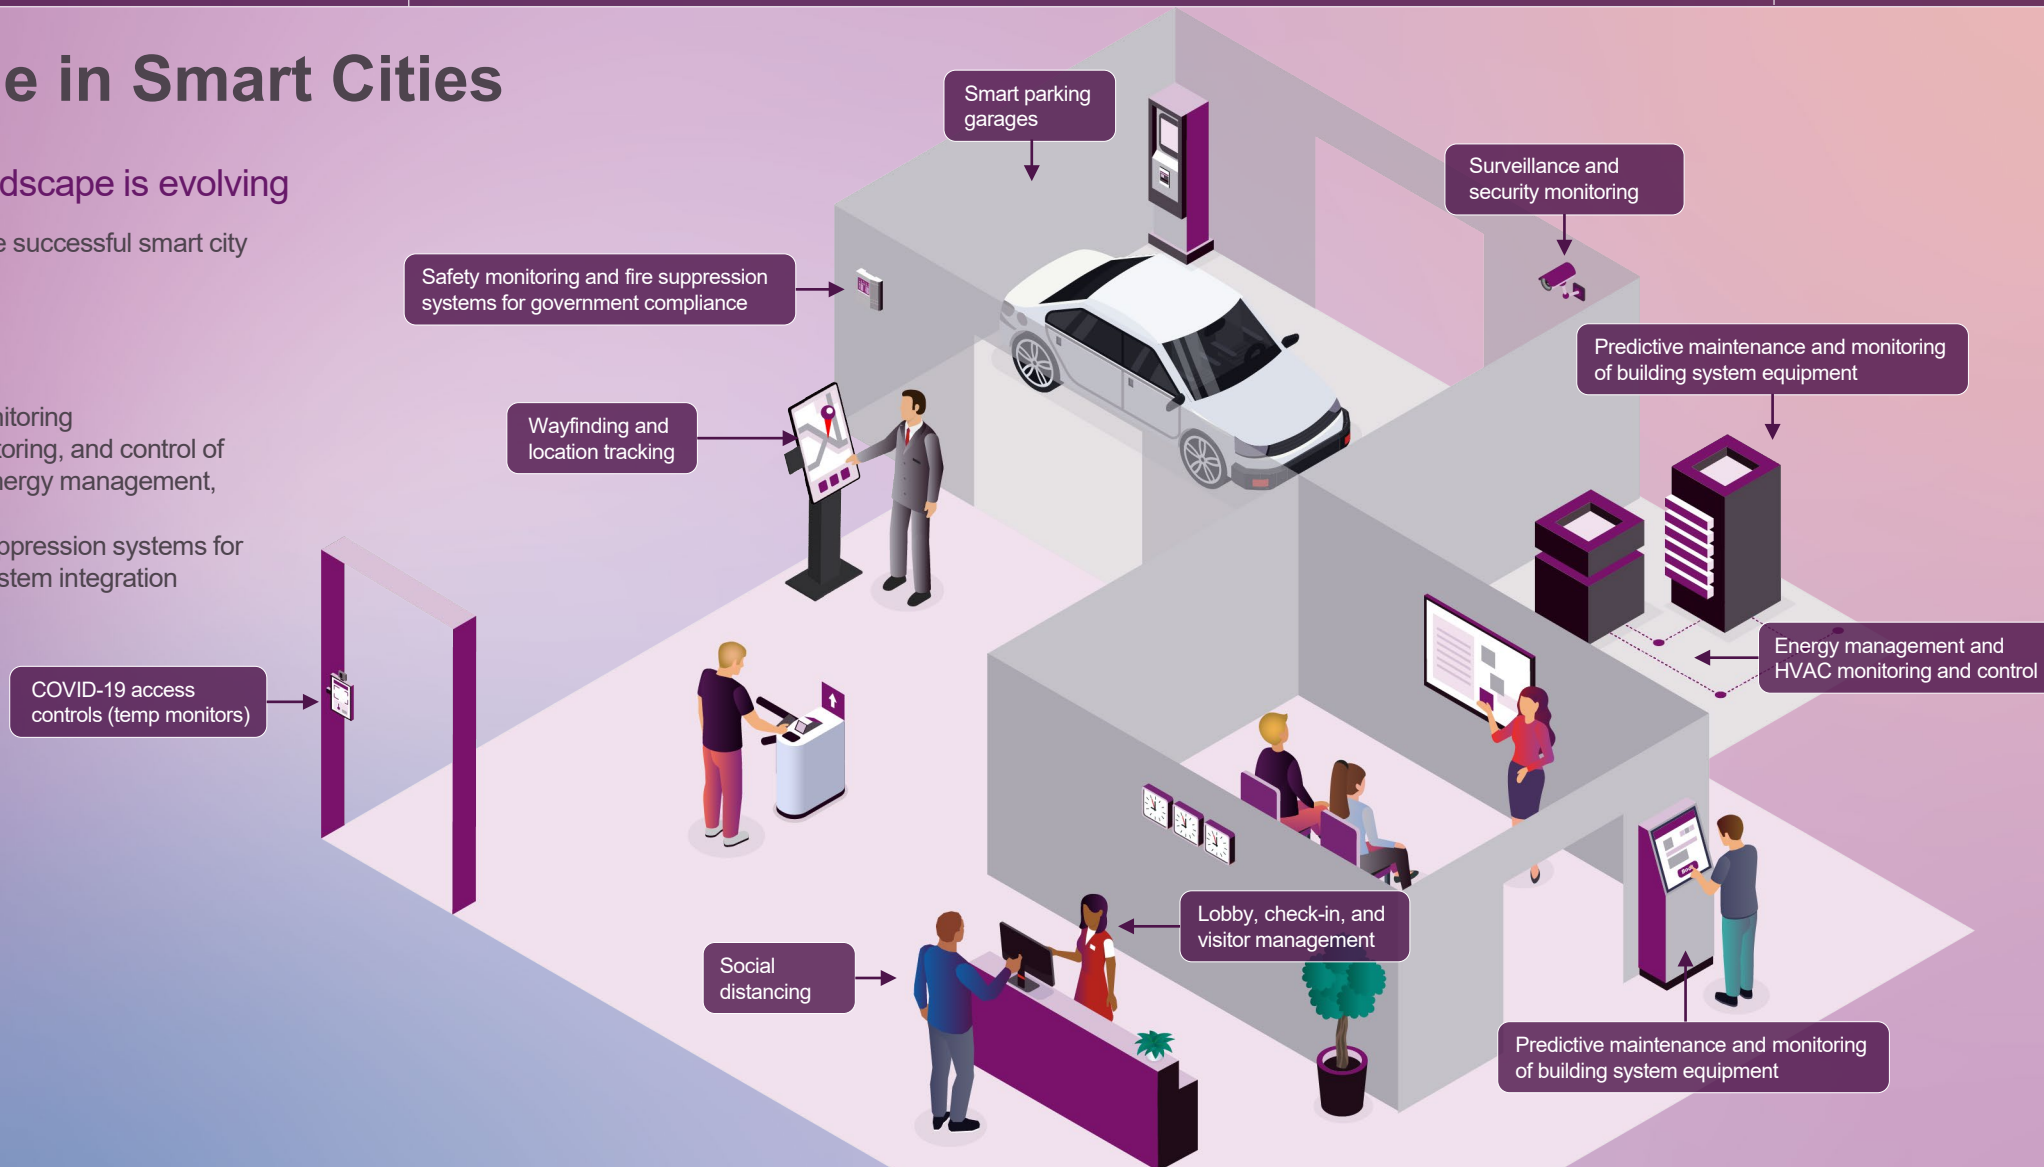 e in Smart Cities
dscape is evolving
successful smart city
nitoring
toring, and control of
nergy management,
ppression systems for
stem integration
Smart parking
garages
Surveillance and
security monitoring
Safety monitoring and fire suppression
systems for government compliance
Predictive maintenance and monitoring
of building system equipment
Wayfinding and
location tracking
Energy management and
HVAC monitoring and control
COVID-19 access
controls (temp monitors)
Lobby, check-in, and
visitor management
Social
distancing
Predictive maintenance and monitoring
of building system equipment